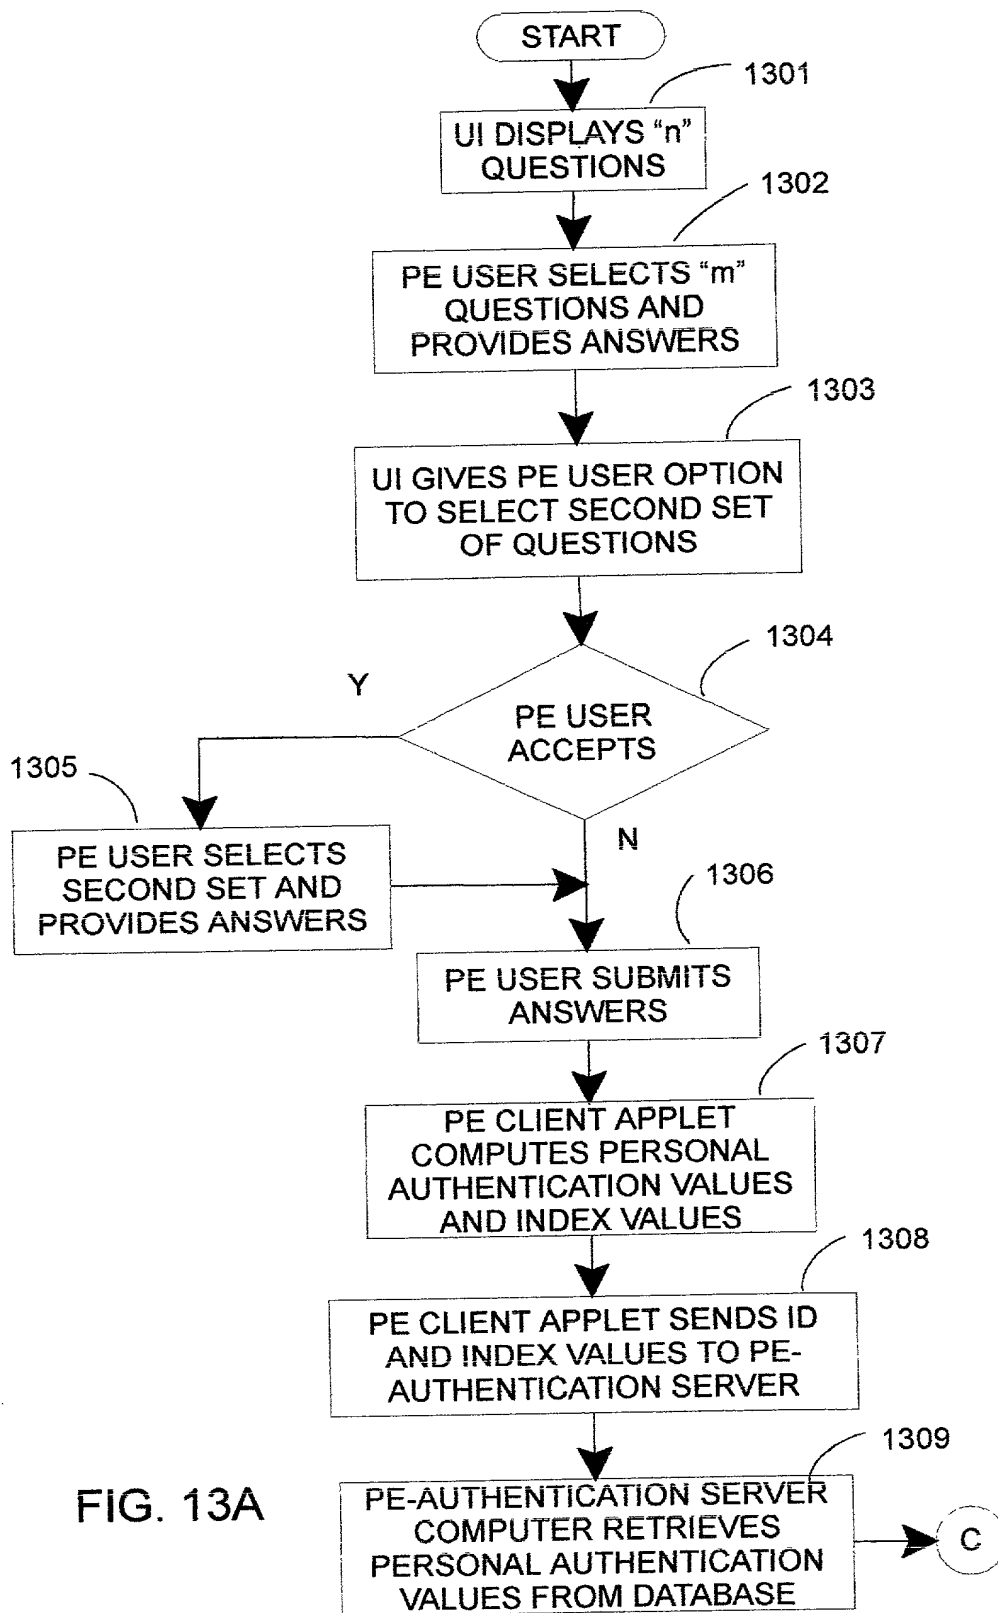 START
1301
UI DISPLAYS “n”
QUESTIONS
1302
PE USER SELECTS “m”
QUESTIONS AND
PROVIDES ANSWERS
1303
UI GIVES PE USER OPTION
TO SELECT SECOND SET
OF QUESTIONS
1304
Y
PE USER
ACCEPTS
1305
N
PE USER SELECTS
SECOND SET AND
PROVIDES ANSWERS
1306
PE USER SUBMITS
ANSWERS
1307
PE CLIENT APPLET
COMPUTES PERSONAL
AUTHENTICATION VALUES
AND INDEX VALUES
1308
PE CLIENT APPLET SENDS ID
AND INDEX VALUES TO PE-
AUTHENTICATION SERVER
1309
PE-AUTHENTICATION SERVER
COMPUTER RETRIEVES
PERSONAL AUTHENTICATION
VALUES FROM DATABASE
C
FIG. 13A